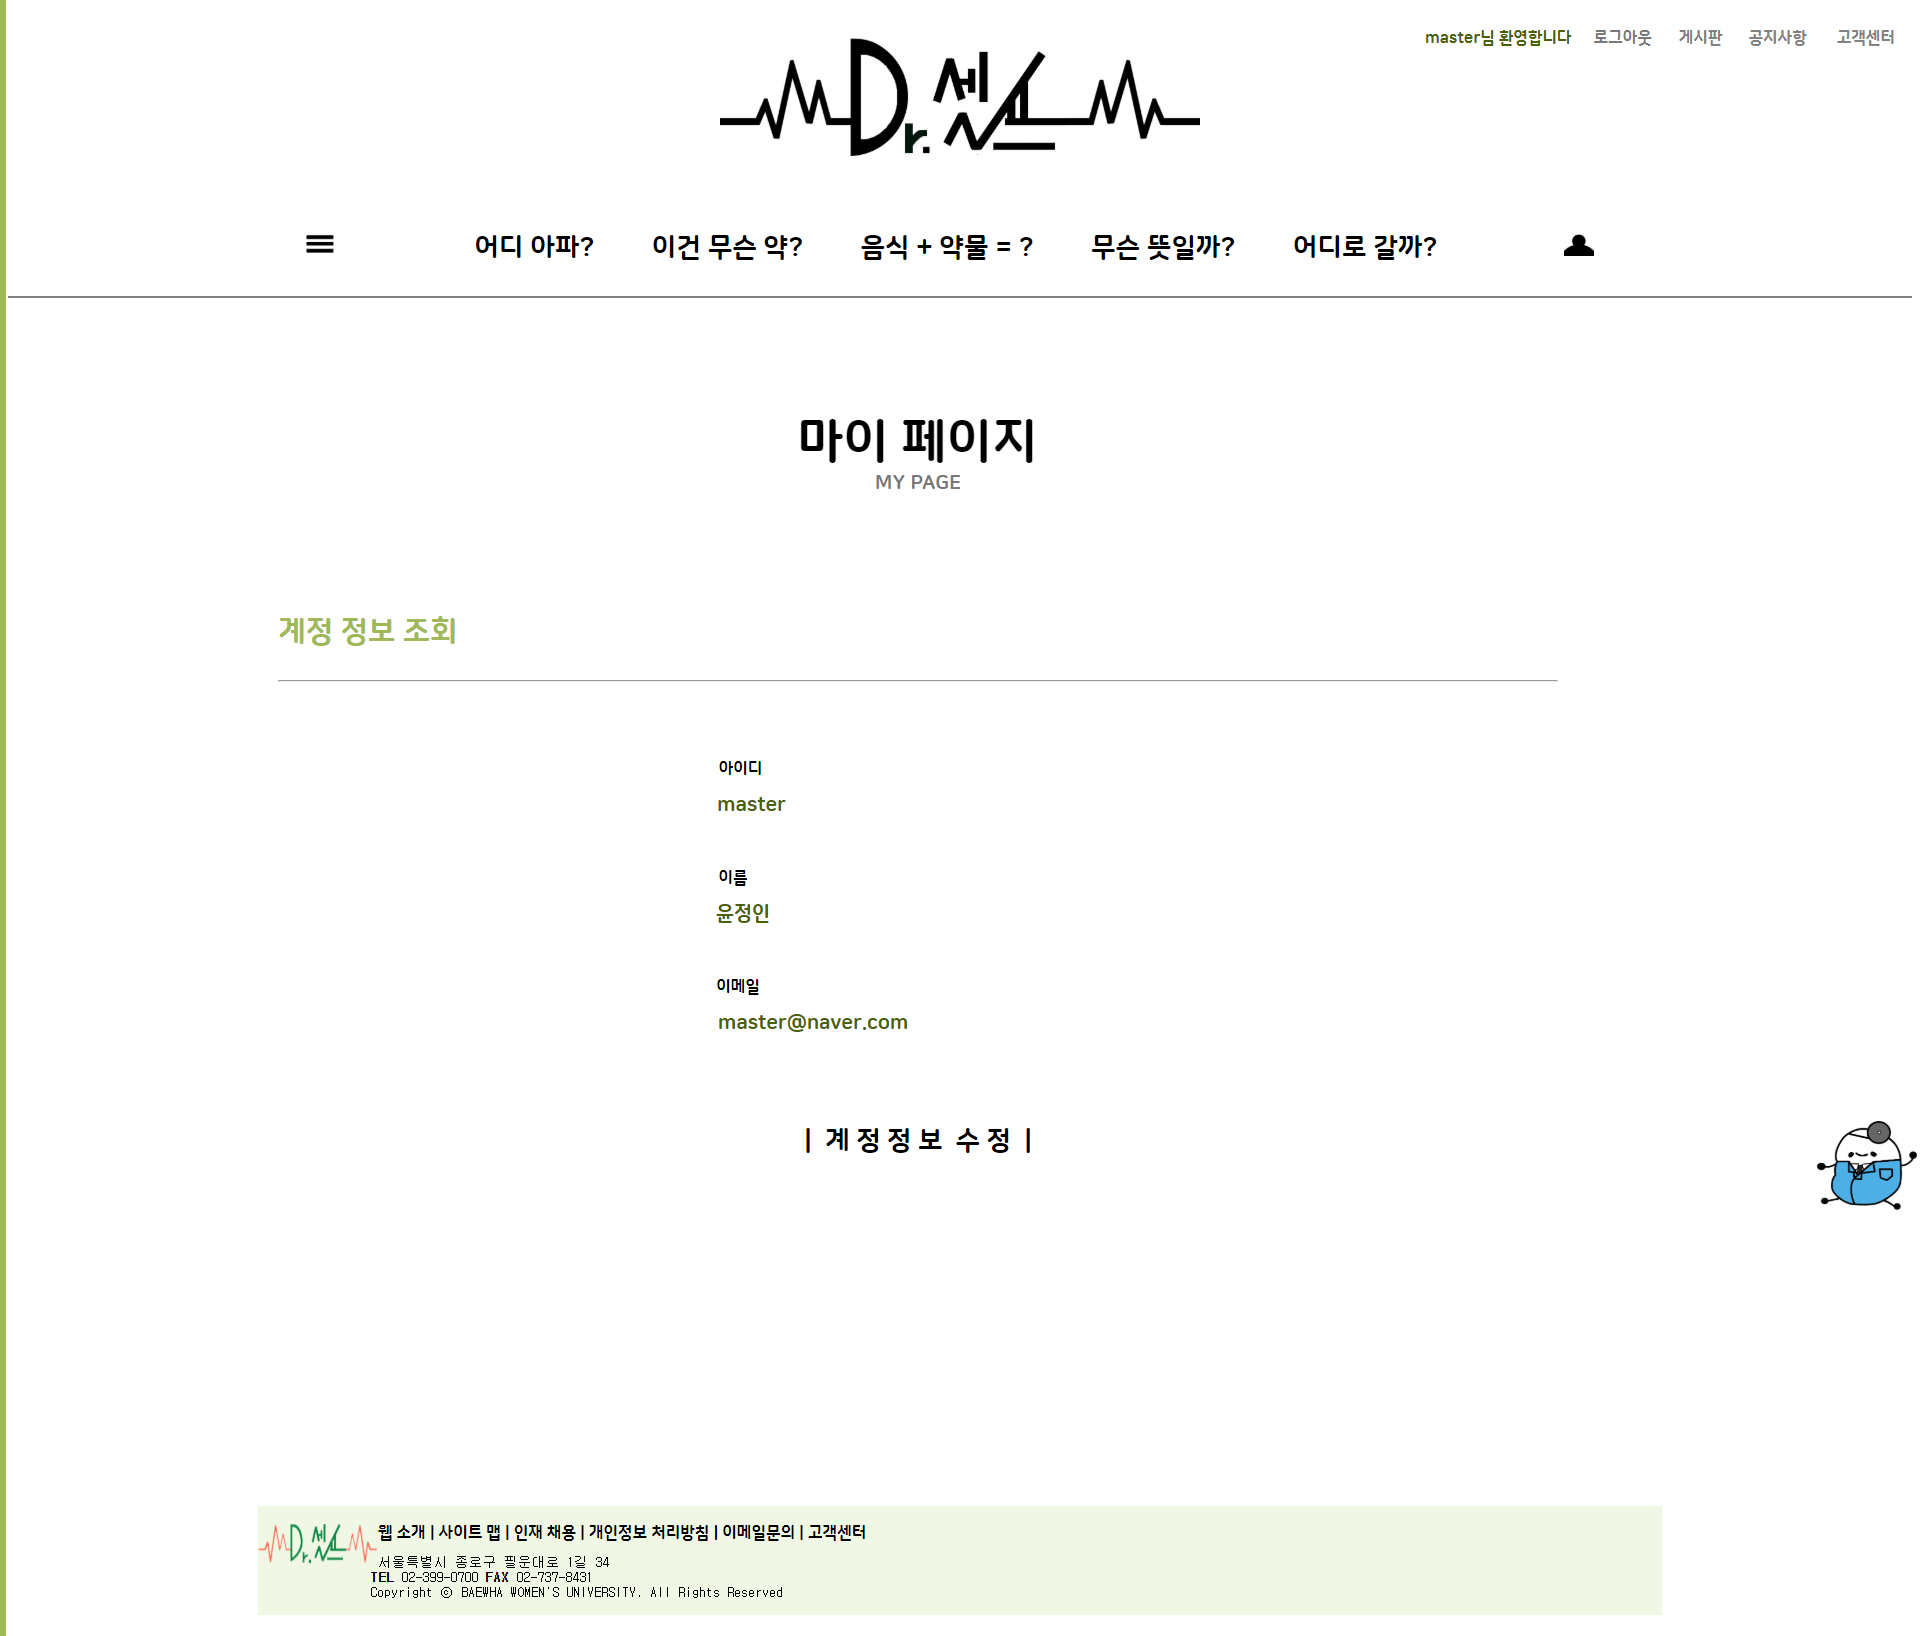 master님 환영합니다 로그아웃 게시판 공지사항 고객센터
Dr. 셀스
어디 아파? 이건 무슨 약? 음식 + 약물 = ? 무슨 뜻일까? 어디로 갈까?
마이 페이지
MY PAGE
계정 정보 조회
아이디
master
이름
윤정인
이메일
master@naver.com
| 계정정보 수정 |
Dr. 셀스 웹 소개 | 사이트 맵 | 인재 채용 | 개인정보 처리방침 | 이메일문의 | 고객센터
서울특별시 종로구 필운대로 1길 34
TEL 02-399-0700 FAX 02-737-8431
Copyright ⓒ BAEWHA WOMEN'S UNIVERSITY. All Rights Reserved